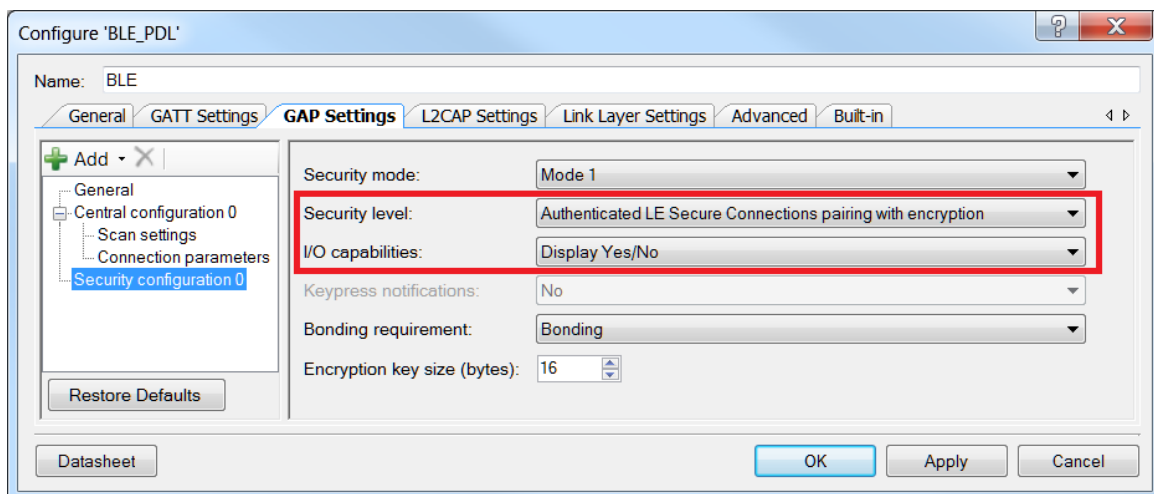 Configure 'BLE_PDL'
Name: BLE
General GATT Settings GAP Settings L2CAP Settings Link Layer Settings Advanced Built-in
Add
General
Central configuration 0
Scan settings
Connection parameters
Security configuration 0
Restore Defaults
Security mode: Mode 1
Security level: Authenticated LE Secure Connections pairing with encryption
I/O capabilities: Display Yes/No
Keypress notifications: No
Bonding requirement: Bonding
Encryption key size (bytes): 16
Datasheet OK Apply Cancel